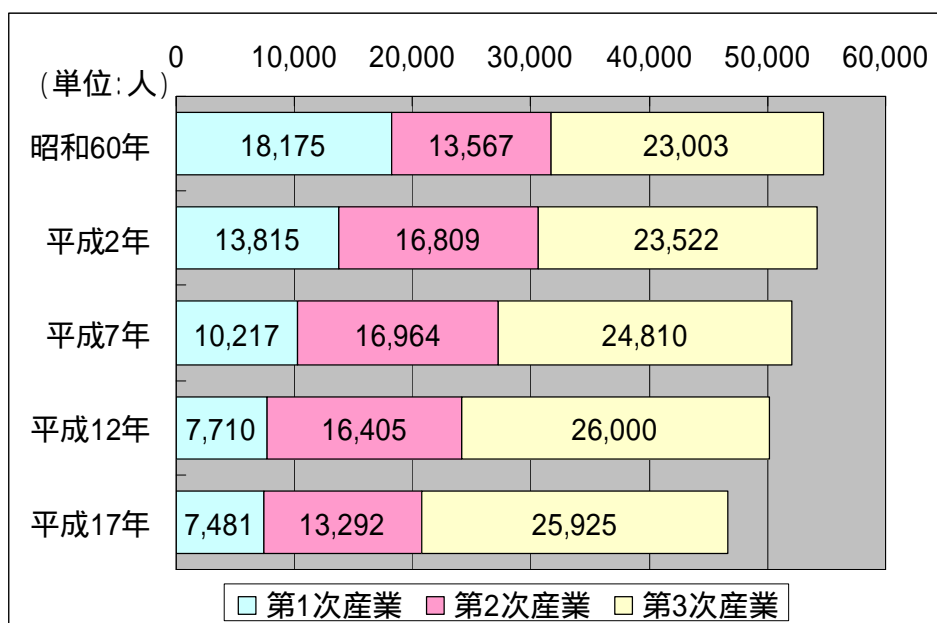 0 10,000 20,000 30,000 40,000 50,000 60,000
(単位:人)
昭和60年 18,175 13,567 23,003
平成2年 13,815 16,809 23,522
平成7年 10,217 16,964 24,810
平成12年 7,710 16,405 26,000
平成17年 7,481 13,292 25,925
第1次産業 第2次産業 第3次産業